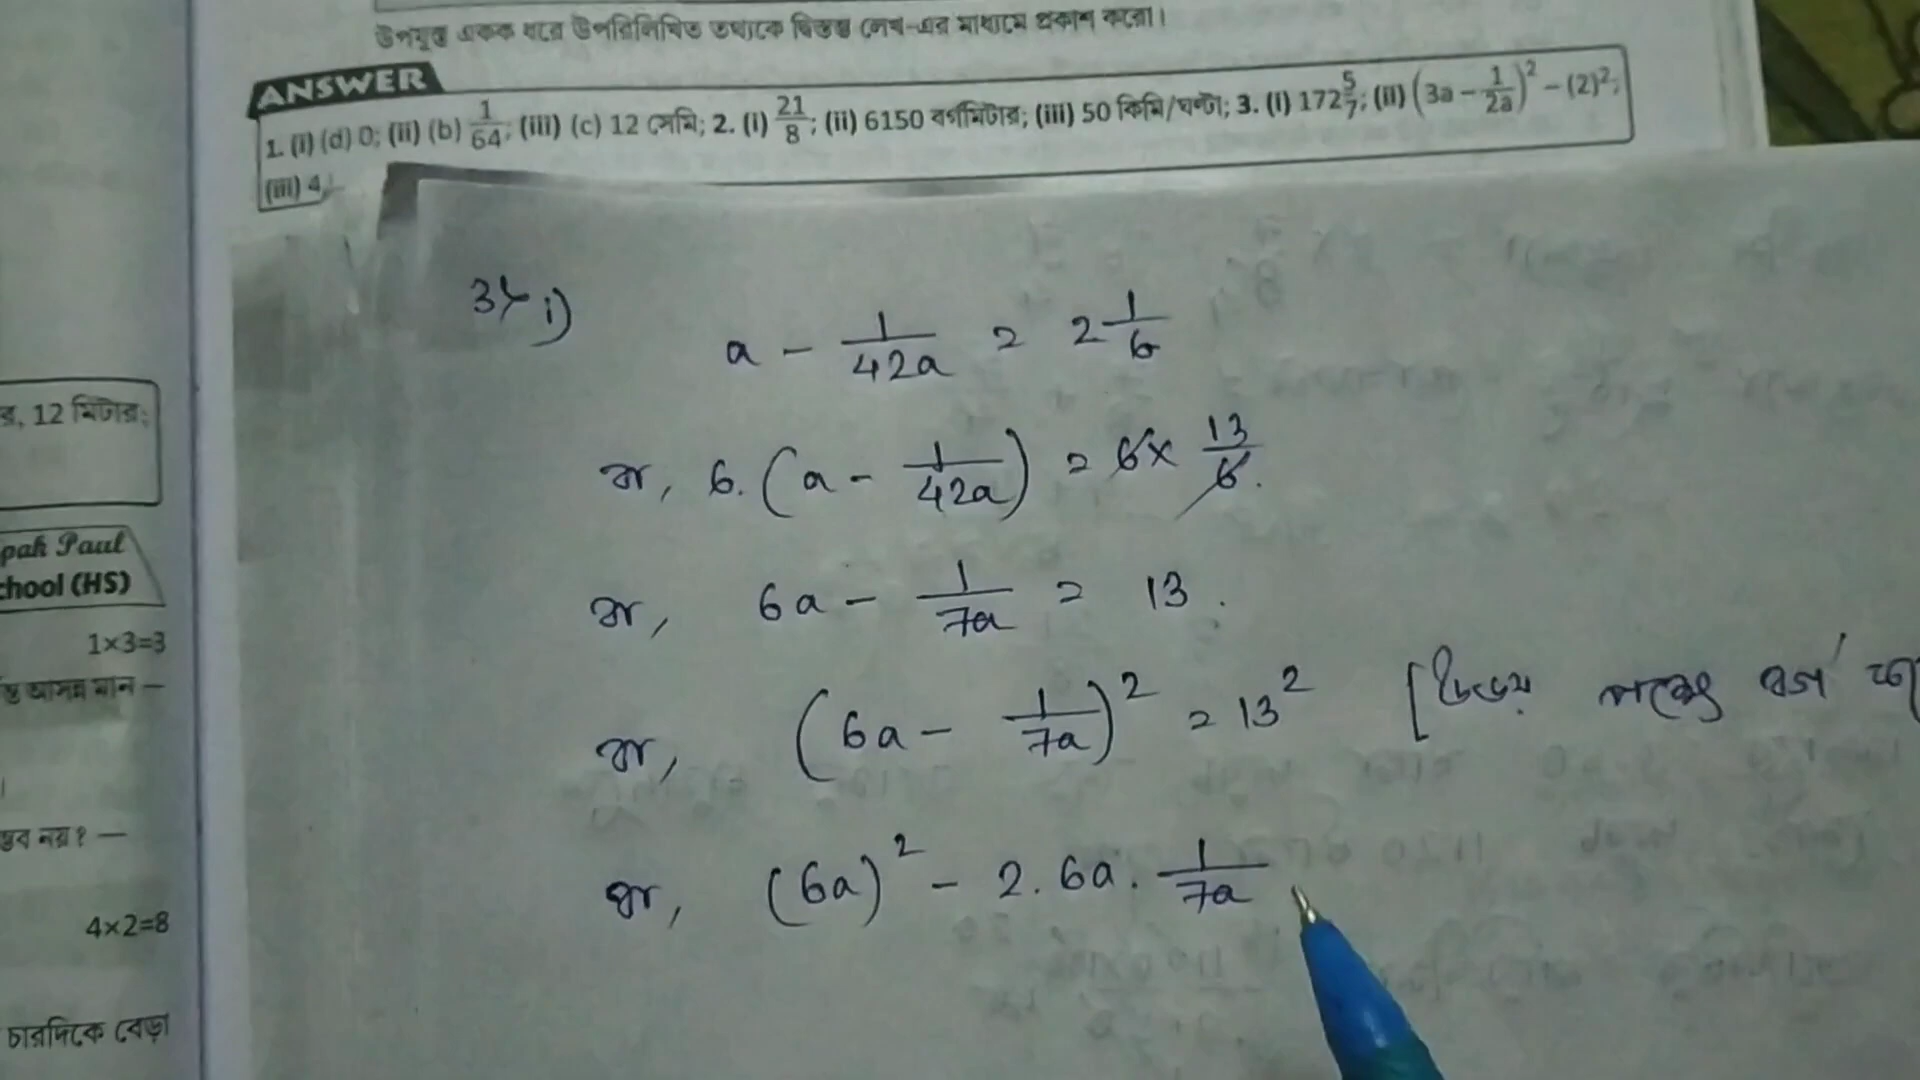 উপযুক্ত একক ধরে উপরিলিখিত তথ্যকে দ্বিস্তম্ভ লেখ-এর মাধ্যমে প্রকাশ করো।
ANSWER
1. (i) (d) 0; (ii) (b) 1/64; (iii) (c) 12 সেমি; 2. (i) 21/8; (ii) 6150 বর্গমিটার; (iii) 50 কিমি/ঘণ্টা; 3. (i) 172 5/7; (ii) (3a − 1/2a)² − (2)²;
(iii) 4
র, 12 মিটার;
pak Paul
chool (HS)
1×3=3
আসন্ন মান —
নয়? —
4×2=8
চারদিকে বেড়া
3) i)
a − 1/42a = 2 1/6
বা, 6. (a − 1/42a) = 6 × 13/6.
বা, 6a − 1/7a = 13.
বা, (6a − 1/7a)² = 13² [উভয় পক্ষের বর্গ
বা, (6a)² − 2. 6a. 1/7a